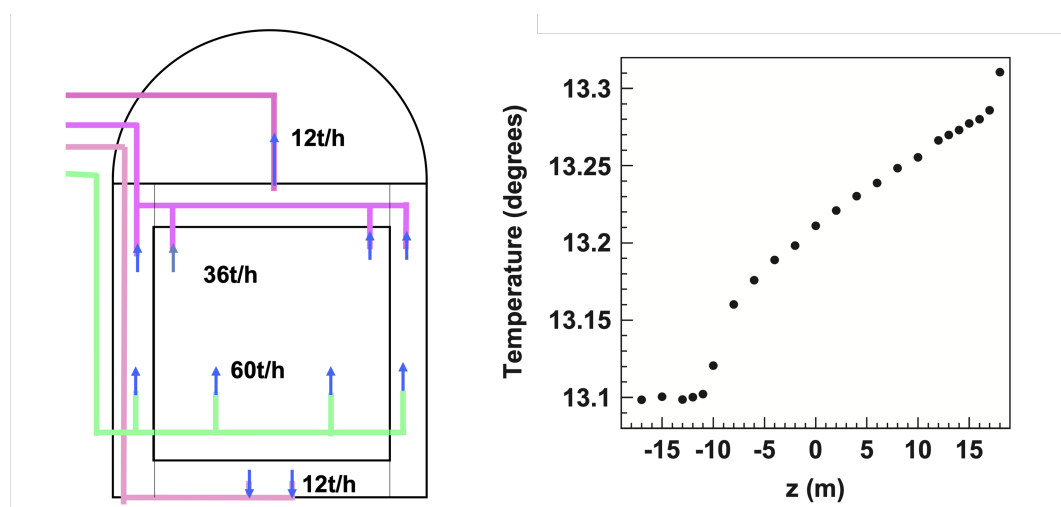 12t/h
36t/h
60t/h
12t/h
Temperature (degrees)
13.3
13.25
13.2
13.15
13.1
-15 -10 -5 0 5 10 15
z (m)